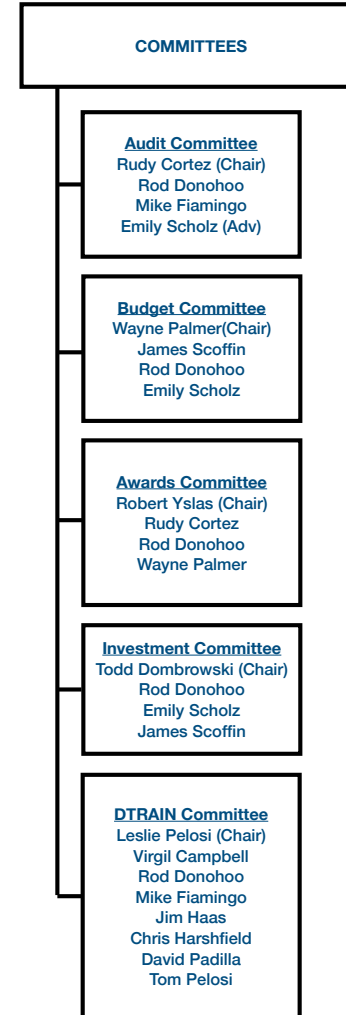 COMMITTEES
Audit Committee
Rudy Cortez (Chair)
Rod Donohoo
Mike Fiamingo
Emily Scholz (Adv)
Budget Committee
Wayne Palmer(Chair)
James Scoffin
Rod Donohoo
Emily Scholz
Awards Committee
Robert Yslas (Chair)
Rudy Cortez
Rod Donohoo
Wayne Palmer
Investment Committee
Todd Dombrowski (Chair)
Rod Donohoo
Emily Scholz
James Scoffin
DTRAIN Committee
Leslie Pelosi (Chair)
Virgil Campbell
Rod Donohoo
Mike Fiamingo
Jim Haas
Chris Harshfield
David Padilla
Tom Pelosi